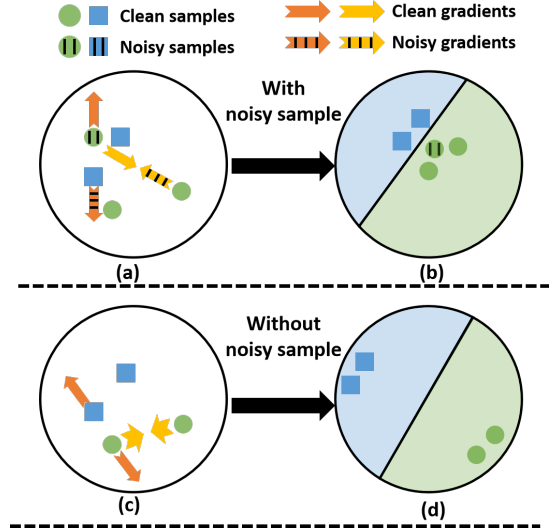 Clean samples
Clean gradients
Noisy samples
Noisy gradients
With
noisy sample
(a)
(b)
Without
noisy sample
(c)
(d)